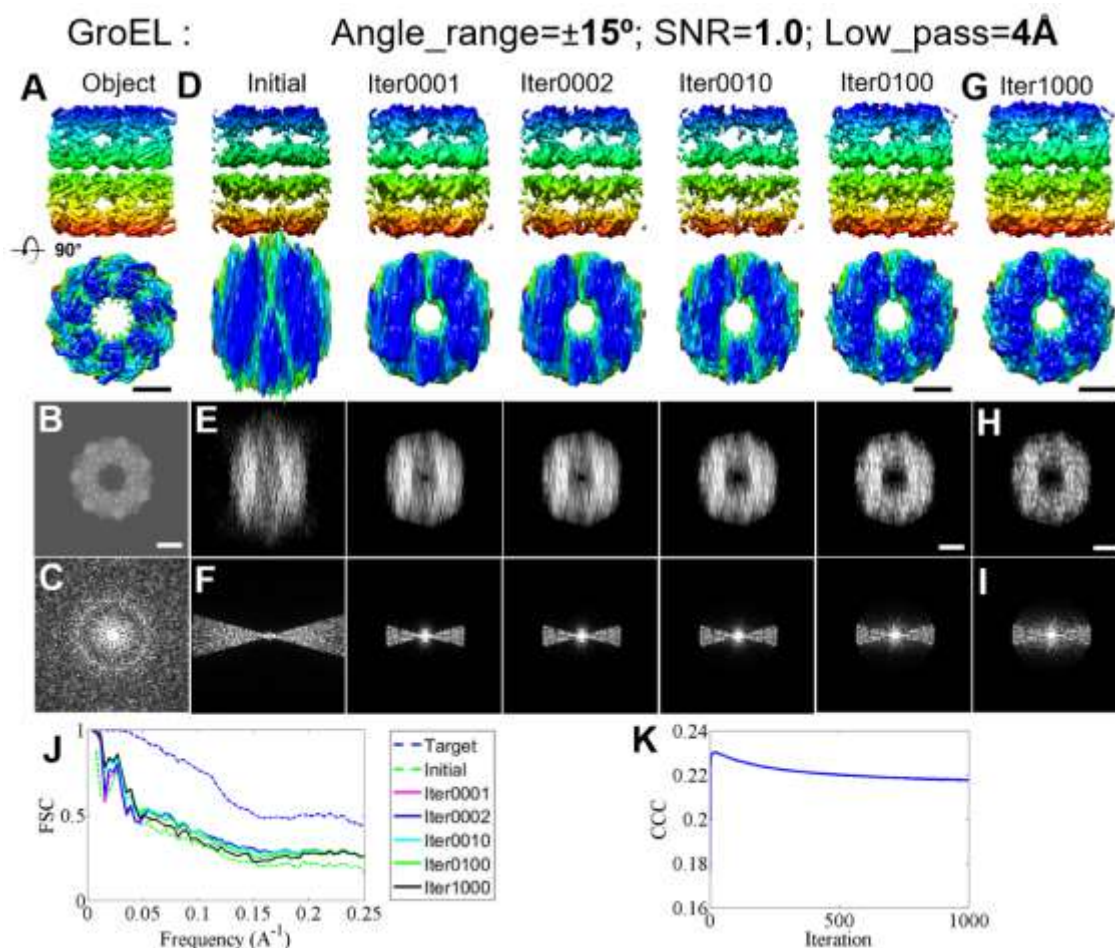 GroEL : Angle_range=±15º; SNR=1.0; Low_pass=4Å
A Object D Initial Iter0001 Iter0002 Iter0010 Iter0100 G Iter1000
90°
B E H
C F I
J
1
0.5
0
FSC
0 0.05 0.1 0.15 0.2 0.25
Frequency (A⁻¹)
Target
Initial
Iter0001
Iter0002
Iter0010
Iter0100
Iter1000
K
0.24
0.22
0.2
0.18
0.16
CCC
0 500 1000
Iteration